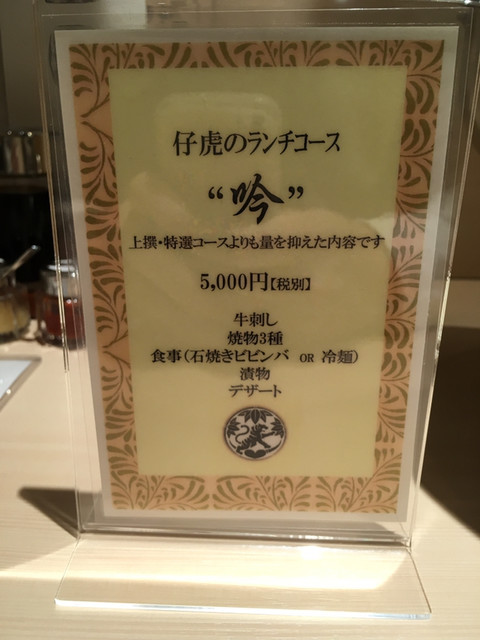 仔虎のランチコース
“吟”
上撰・特選コースよりも量を抑えた内容です
5,000円【税別】
牛刺し
焼物3種
食事（石焼きビビンバ OR 冷麺）
漬物
デザート